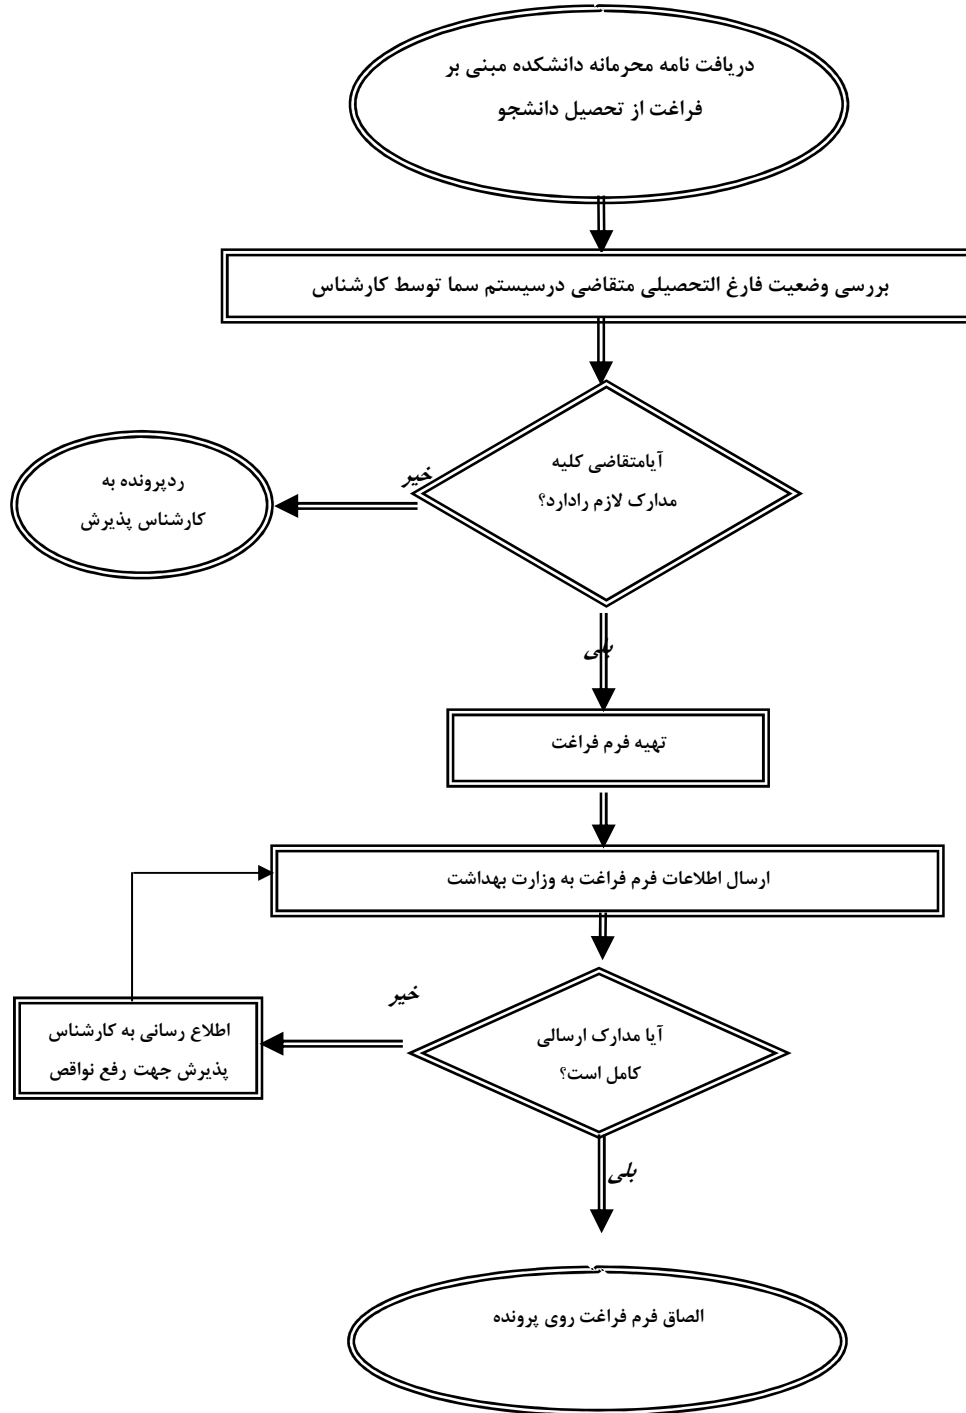 دریافت نامه محرمانه دانشکده مبنی بر
فراغت از تحصیل دانشجو
بررسی وضعیت فارغ التحصیلی متقاضی درسیستم سما توسط کارشناس
آیامتقاضی کلیه
مدارک لازم رادارد؟
خیر
ردپرونده به
کارشناس پذیرش
بلی
تهیه فرم فراغت
ارسال اطلاعات فرم فراغت به وزارت بهداشت
آیا مدارک ارسالی
کامل است؟
خیر
اطلاع رسانی به کارشناس
پذیرش جهت رفع نواقص
بلی
الصاق فرم فراغت روی پرونده